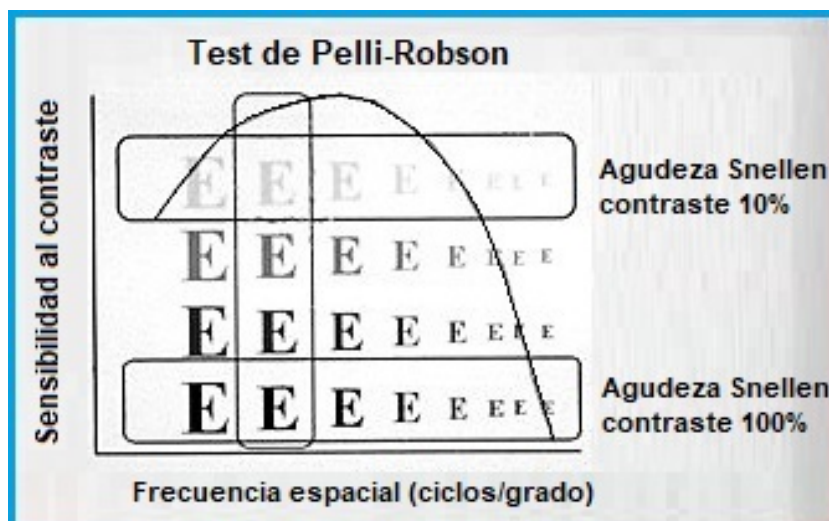 Test de Pelli-Robson
Sensibilidad al contraste
E E E E E E E E
Agudeza Snellen
contraste 10%
E E E E E E E E
E E E E E E E E
E E E E E E E E
Agudeza Snellen
contraste 100%
Frecuencia espacial (ciclos/grado)